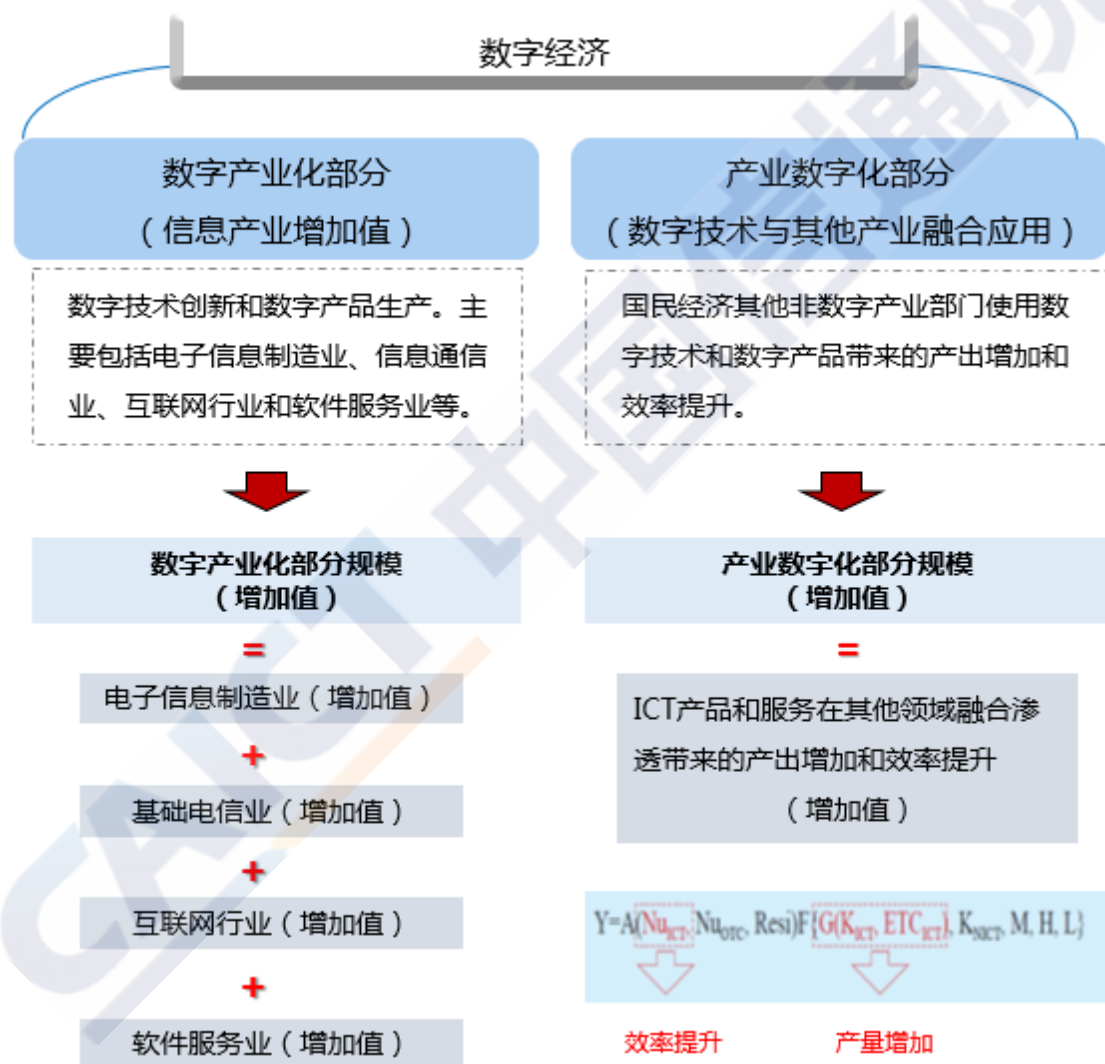 数字经济
数字产业化部分
（信息产业增加值）
数字技术创新和数字产品生产。主
要包括电子信息制造业、信息通信
业、互联网行业和软件服务业等。
数字产业化部分规模
（增加值）
=
电子信息制造业（增加值）
+
基础电信业（增加值）
+
互联网行业（增加值）
+
软件服务业（增加值）
产业数字化部分
（数字技术与其他产业融合应用）
国民经济其他非数字产业部门使用数
字技术和数字产品带来的产出增加和
效率提升。
产业数字化部分规模
（增加值）
=
ICT产品和服务在其他领域融合渗
透带来的产出增加和效率提升
（增加值）
Y=A(Nu_ICT, Nu_OTC, Resi)F{G(K_ICT, ETC_ICT), K_NICT, M, H, L}
效率提升 产量增加
CAICT 中国信通院